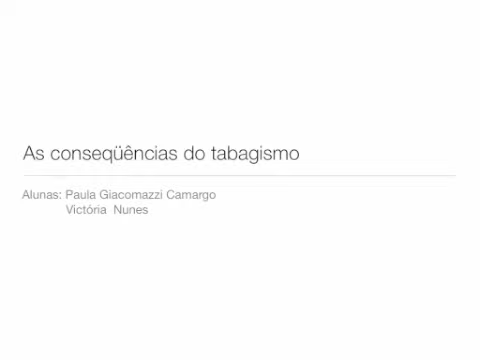 As conseqüências do tabagismo
Alunas: Paula Giacomazzi Camargo
Victória Nunes